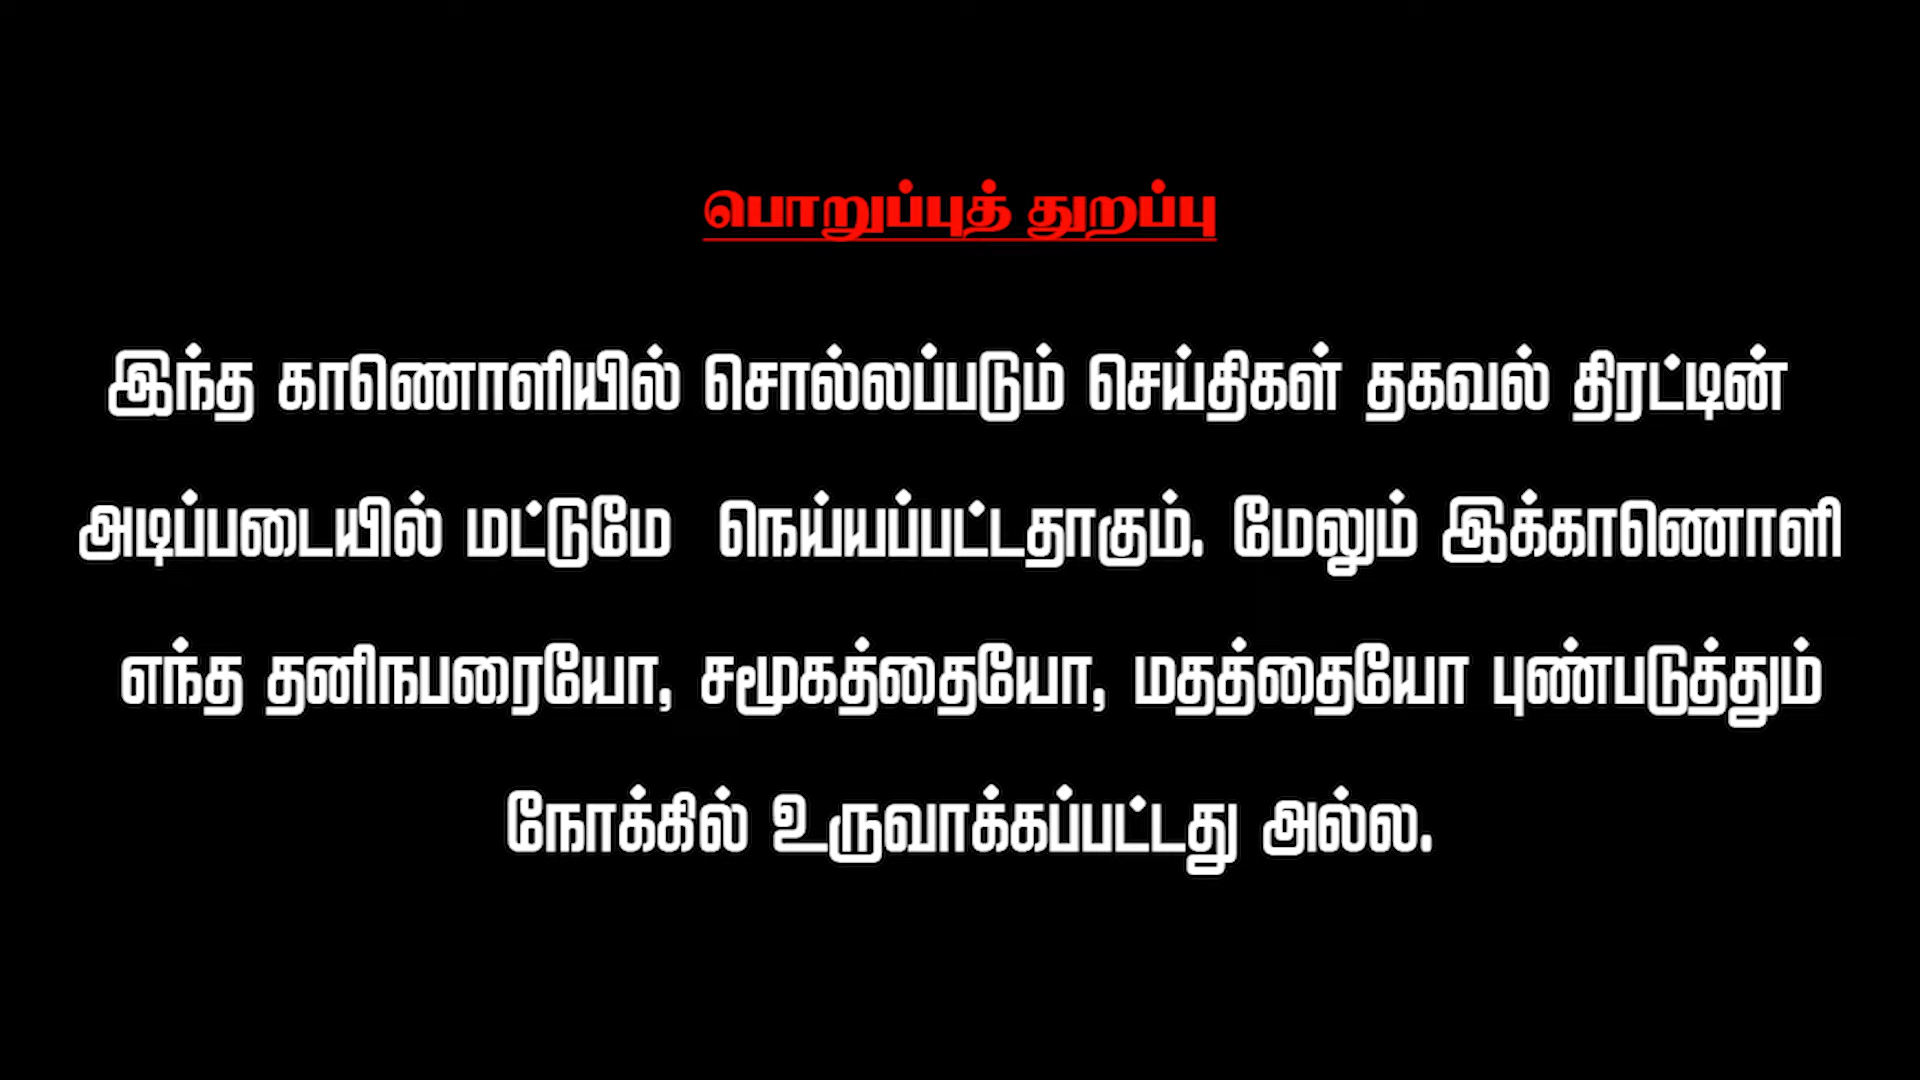 பொறுப்புத் துறப்பு
இந்த காணொளியில் சொல்லப்படும் செய்திகள் தகவல் திரட்டின்
அடிப்படையில் மட்டுமே நெய்யப்பட்டதாகும். மேலும் இக்காணொளி
எந்த தனிநபரையோ, சமூகத்தையோ, மதத்தையோ புண்படுத்தும்
நோக்கில் உருவாக்கப்பட்டது அல்ல.